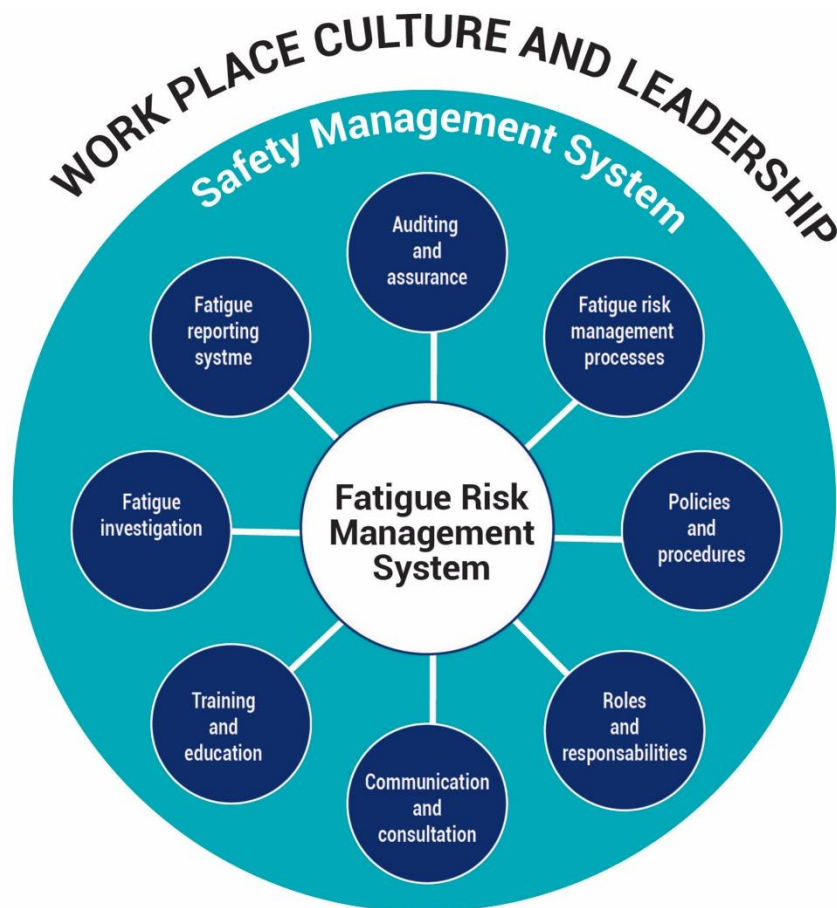 WORK PLACE CULTURE AND LEADERSHIP
Safety Management System
Auditing
and
assurance
Fatigue risk
management
processes
Policies
and
procedures
Roles
and
responsabilities
Communication
and
consultation
Training
and
education
Fatigue
investigation
Fatigue
reporting
systme
Fatigue Risk
Management
System